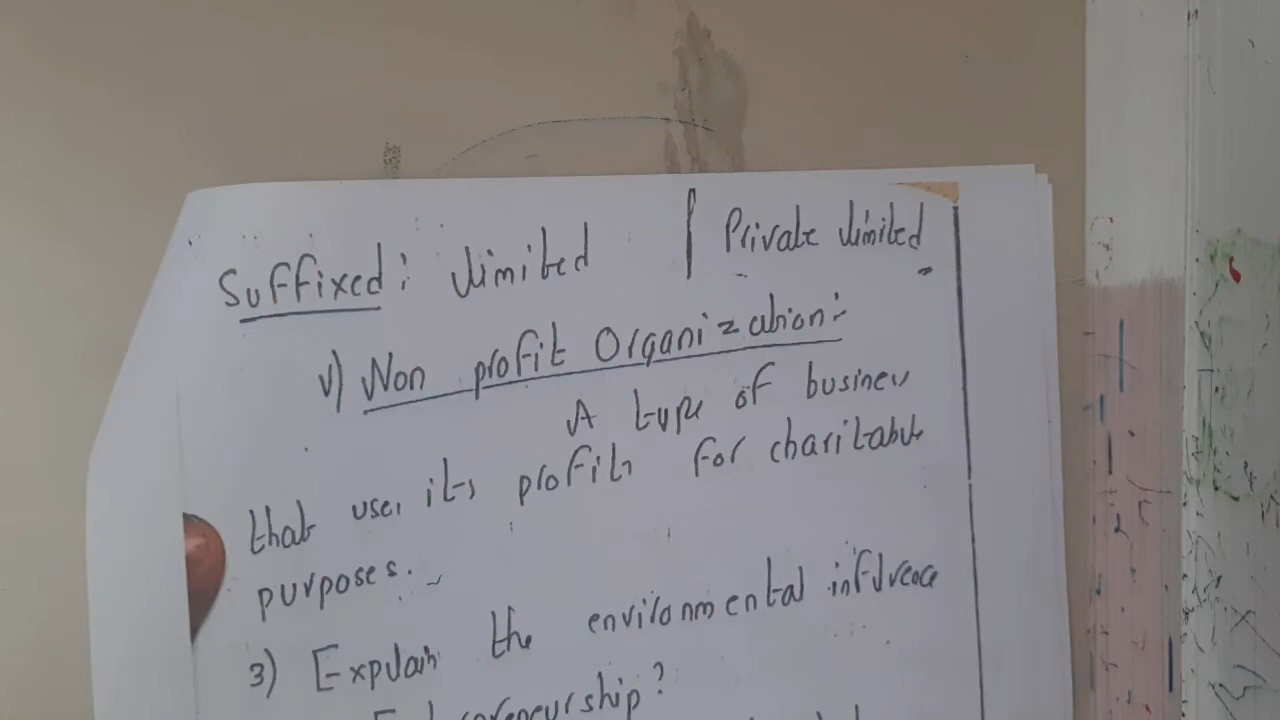 Suffixed: Limited | Private Limited
v) Non profit Organization:-
A type of business
that uses its profits for charitable
purposes.
3) Explain the environmental influence
Entrepreneurship?